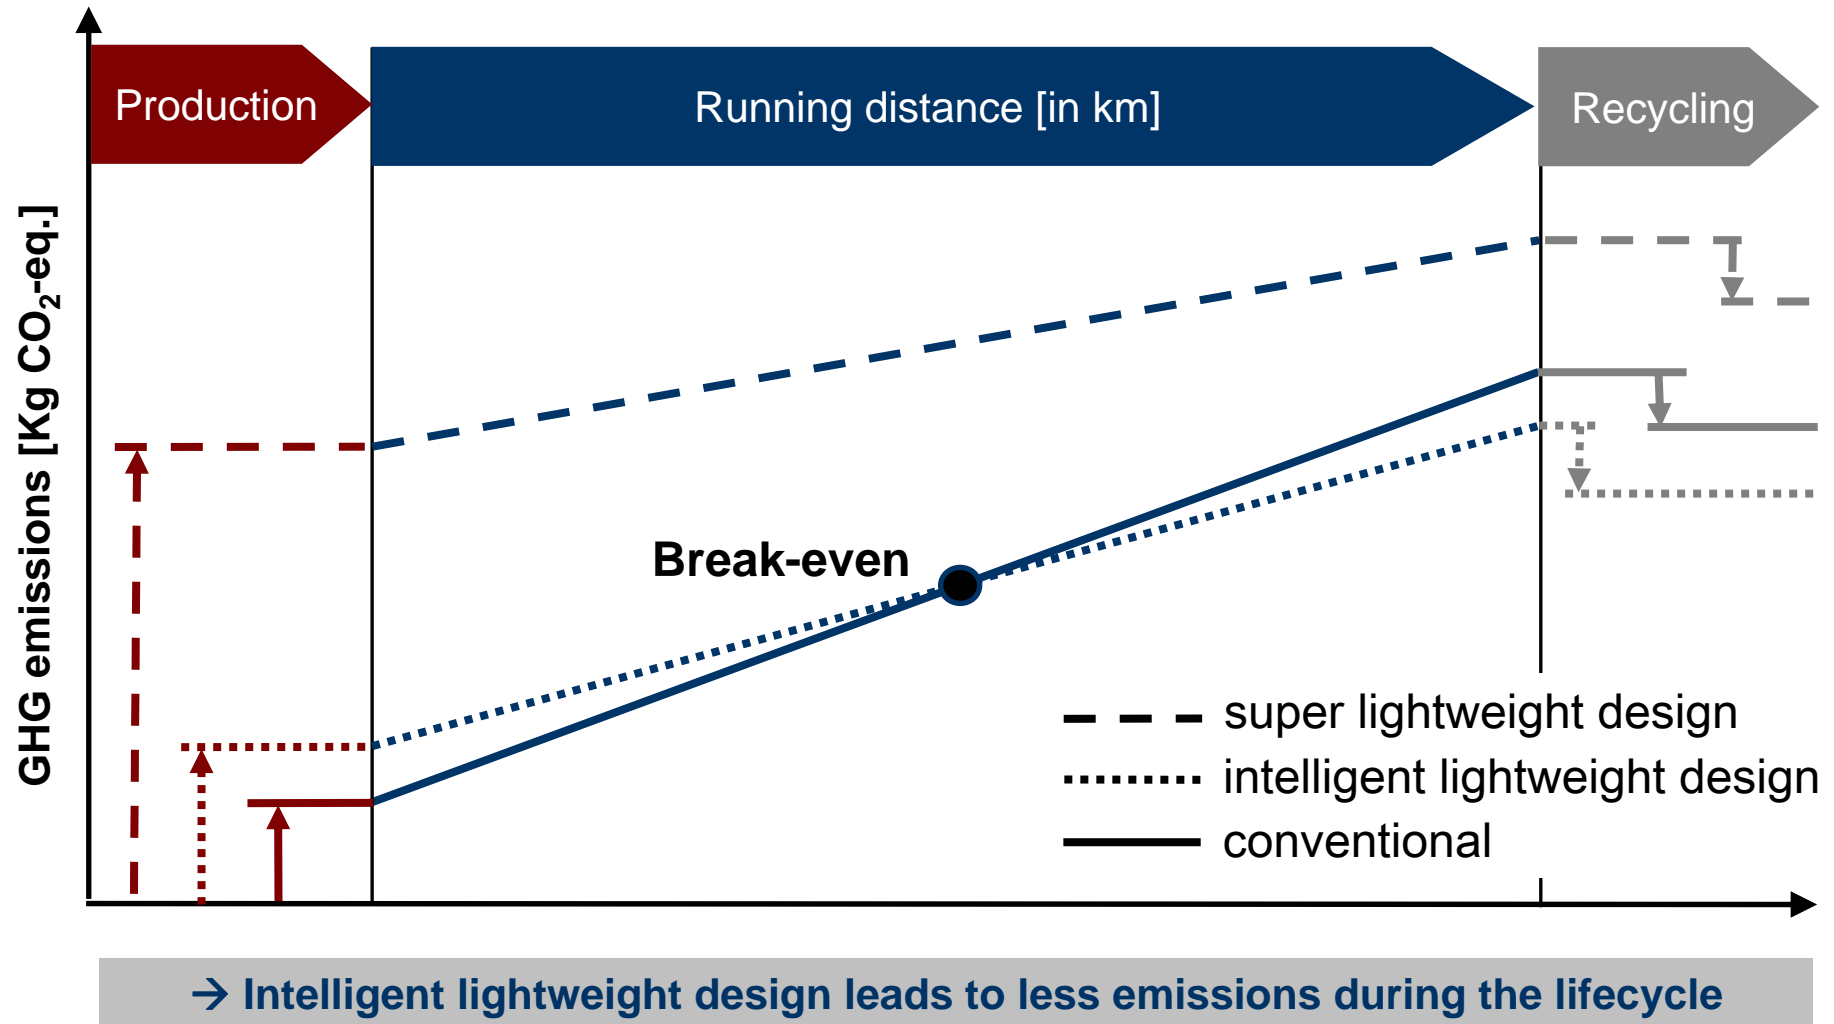 Production
Running distance [in km]
Recycling
GHG emissions [Kg CO₂-eq.]
Break-even
super lightweight design
intelligent lightweight design
conventional
→ Intelligent lightweight design leads to less emissions during the lifecycle